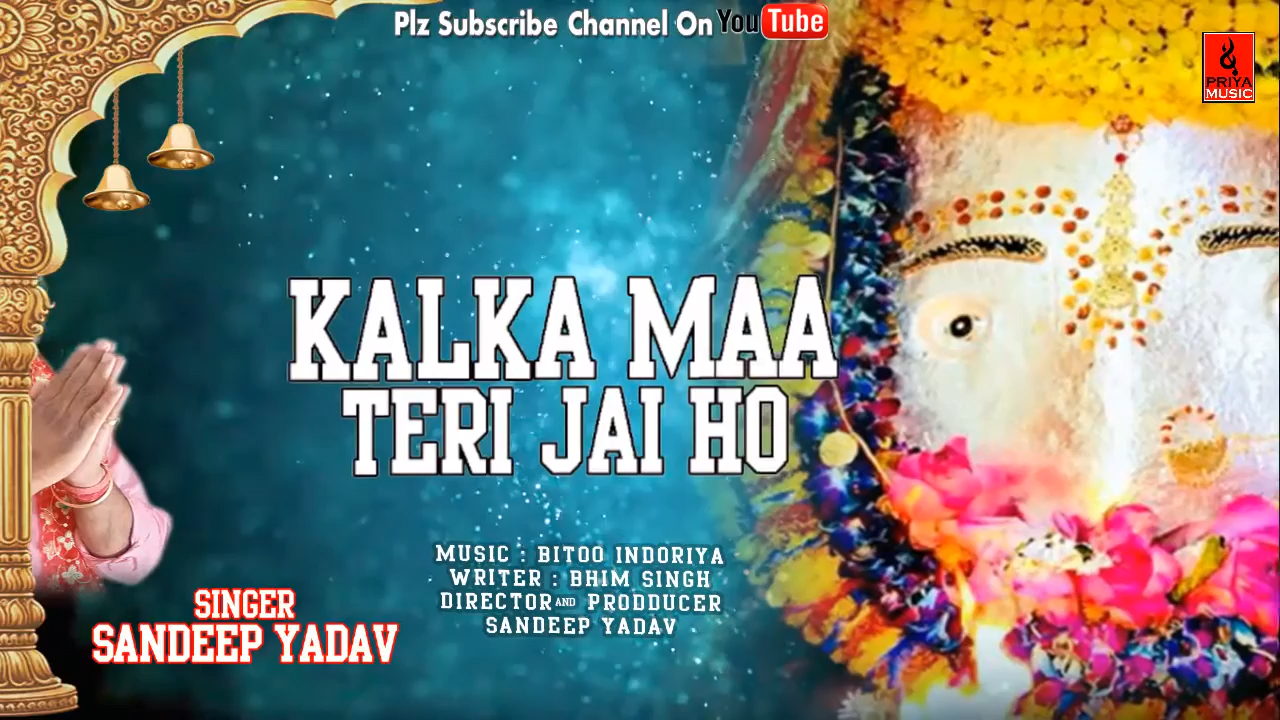 Plz Subscribe Channel On YouTube
PRIYA
MUSIC
KALKA MAA
TERI JAI HO
MUSIC : BITOO INDORIYA
WRITER : BHIM SINGH
DIRECTOR AND PRODDUCER
SANDEEP YADAV
SINGER
SANDEEP YADAV